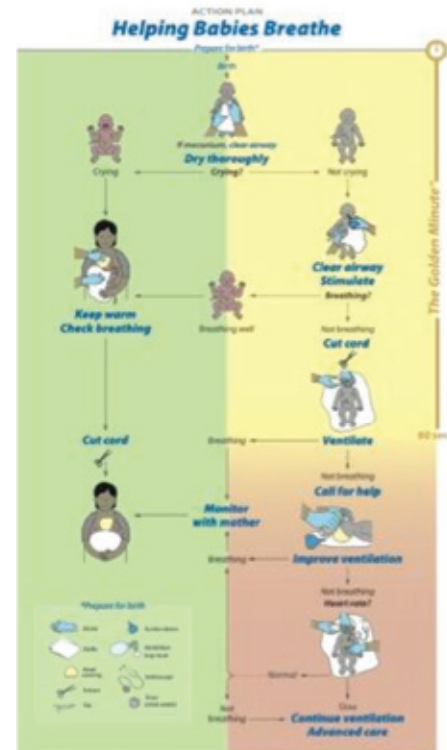 ACTION PLAN
Helping Babies Breathe
Prepare for birth*
Birth
If meconium, clear airway
Dry thoroughly
Crying
Crying?
Not crying
Clear airway
Stimulate
Breathing?
Keep warm
Check breathing
Breathing well
Not breathing
Cut cord
The Golden Minute
60 sec
Cut cord
Breathing
Ventilate
Not breathing
Call for help
Monitor
with mother
Breathing
Improve ventilation
Not breathing
Heart rate?
*Prepare for birth
Normal
Slow
Not
breathing
Continue ventilation
Advanced care